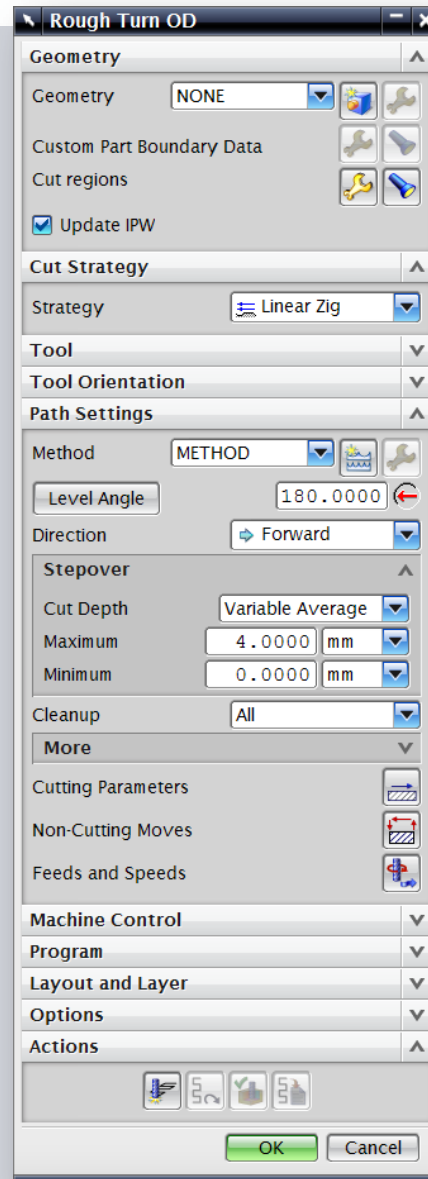 Rough Turn OD
Geometry
Geometry NONE
Custom Part Boundary Data
Cut regions
Update IPW
Cut Strategy
Strategy Linear Zig
Tool
Tool Orientation
Path Settings
Method METHOD
Level Angle 180.0000
Direction Forward
Stepover
Cut Depth Variable Average
Maximum 4.0000 mm
Minimum 0.0000 mm
Cleanup All
More
Cutting Parameters
Non-Cutting Moves
Feeds and Speeds
Machine Control
Program
Layout and Layer
Options
Actions
OK Cancel